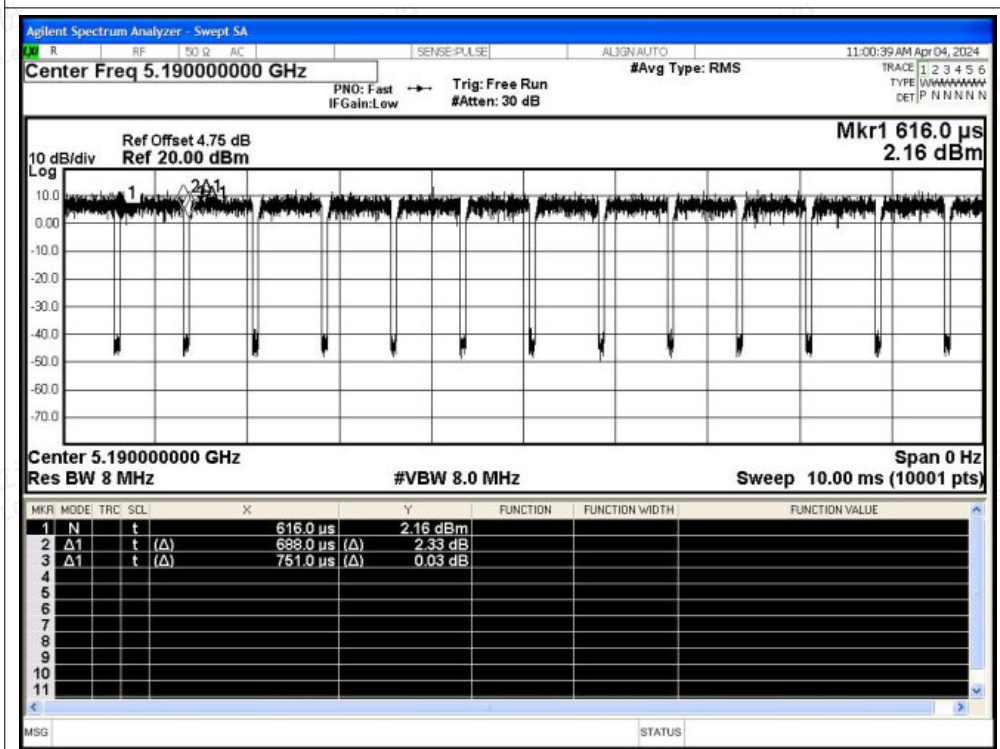 Agilent Spectrum Analyzer - Swept SA
R RF 50 Ω AC SENSE:PULSE ALIGN AUTO 11:00:39 AM Apr 04, 2024
Center Freq 5.190000000 GHz #Avg Type: RMS TRACE 1 2 3 4 5 6
PNO: Fast Trig: Free Run TYPE
IFGain:Low #Atten: 30 dB DET P N N N N N
Mkr1 616.0 µs
Ref Offset 4.75 dB
10 dB/div Ref 20.00 dBm 2.16 dBm
Log
10.0
0.00
-10.0
-20.0
-30.0
-40.0
-50.0
-60.0
-70.0
1 2Δ1
Center 5.190000000 GHz Span 0 Hz
Res BW 8 MHz #VBW 8.0 MHz Sweep 10.00 ms (10001 pts)
MKR MODE TRC SCL X Y FUNCTION FUNCTION WIDTH FUNCTION VALUE
1 N t 616.0 µs 2.16 dBm
2 Δ1 t (Δ) 688.0 µs (Δ) 2.33 dB
3 Δ1 t (Δ) 751.0 µs (Δ) 0.03 dB
4
5
6
7
8
9
10
11
MSG STATUS